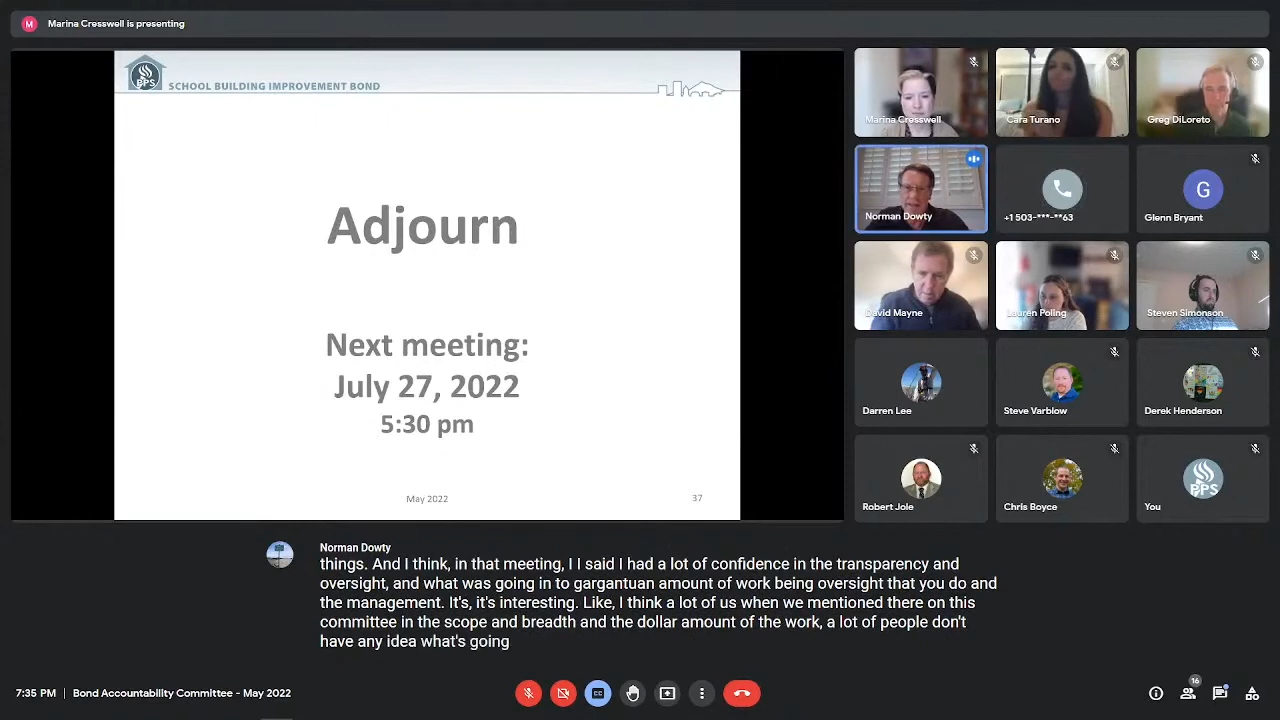 M Marina Cresswell is presenting
PPS
SCHOOL BUILDING IMPROVEMENT BOND
Adjourn
Next meeting:
July 27, 2022
5:30 pm
May 2022
37
Marina Cresswell
Cara Turano
Greg DiLoreto
Norman Dowty
+1 503-***-**63
G
Glenn Bryant
David Mayne
Lauren Poling
Steven Simonson
Darren Lee
Steve Varblow
Derek Henderson
Robert Jole
Chris Boyce
PPS
You
Norman Dowty
things. And I think, in that meeting, I I said I had a lot of confidence in the transparency and
oversight, and what was going in to gargantuan amount of work being oversight that you do and
the management. It's, it's interesting. Like, I think a lot of us when we mentioned there on this
committee in the scope and breadth and the dollar amount of the work, a lot of people don't
have any idea what's going
7:35 PM | Bond Accountability Committee - May 2022
CC
16